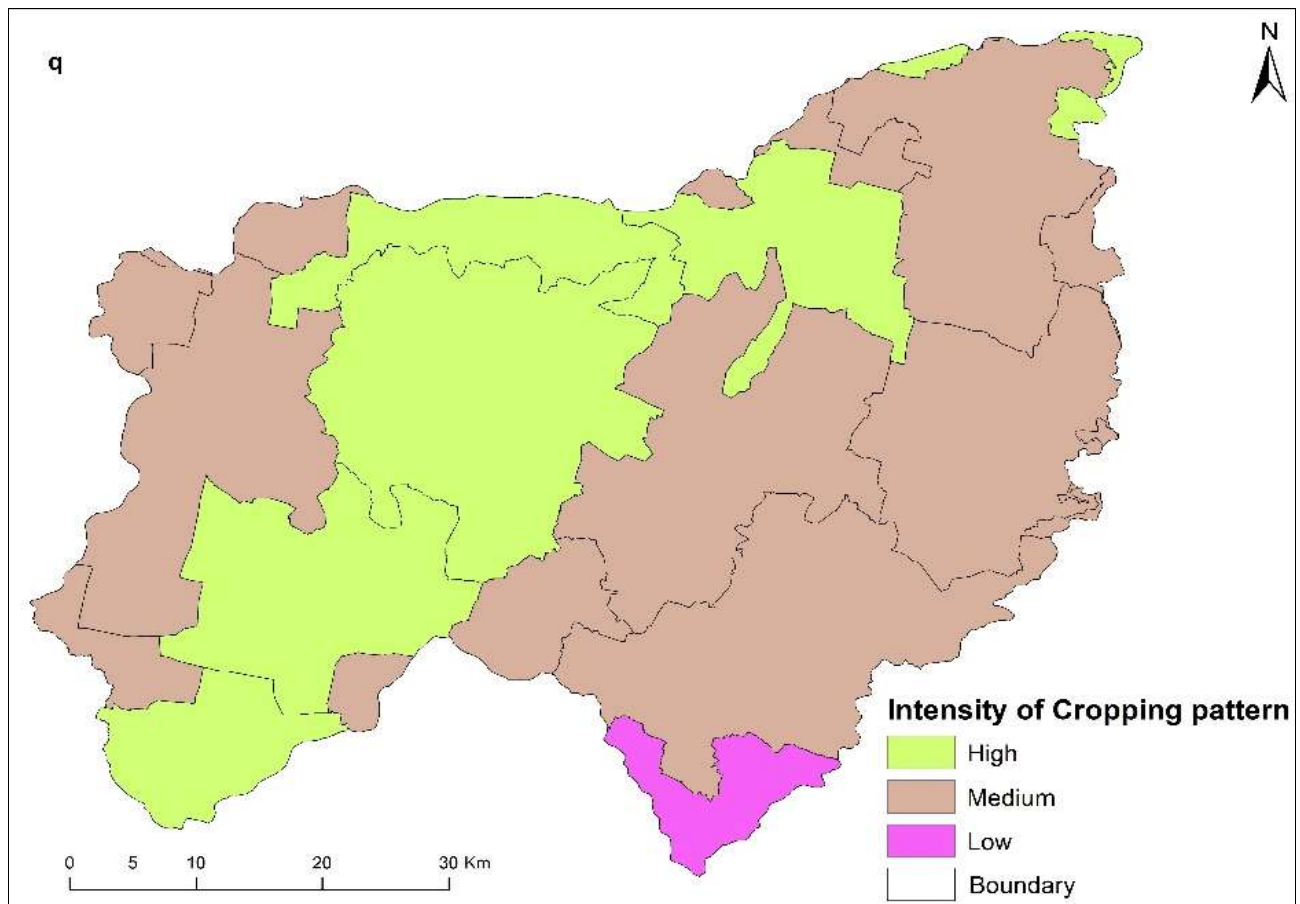 q
N
Intensity of Cropping pattern
High
Medium
Low
Boundary
0 5 10 20 30 Km